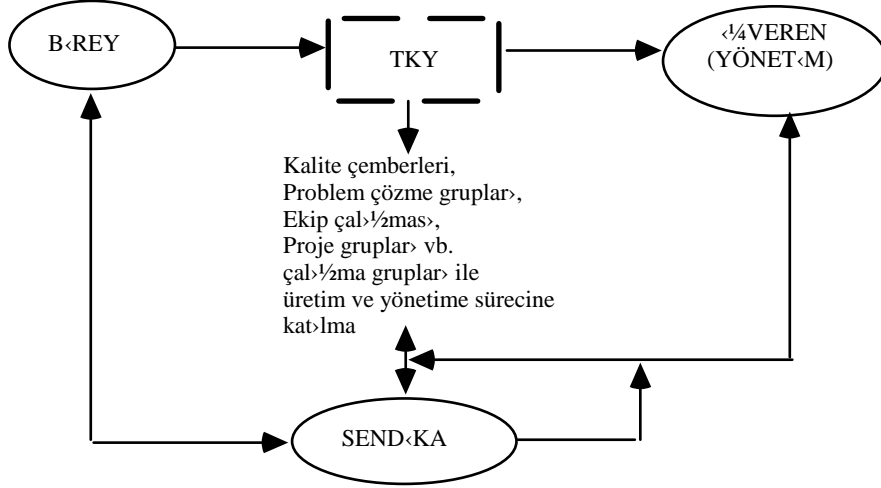 B‹REY
TKY
‹¼VEREN
(YÖNET‹M)
Kalite çemberleri,
Problem çözme gruplar›,
Ekip çal›½mas›,
Proje gruplar› vb.
çal›½ma gruplar› ile
üretim ve yönetime sürecine
kat›lma
SEND‹KA